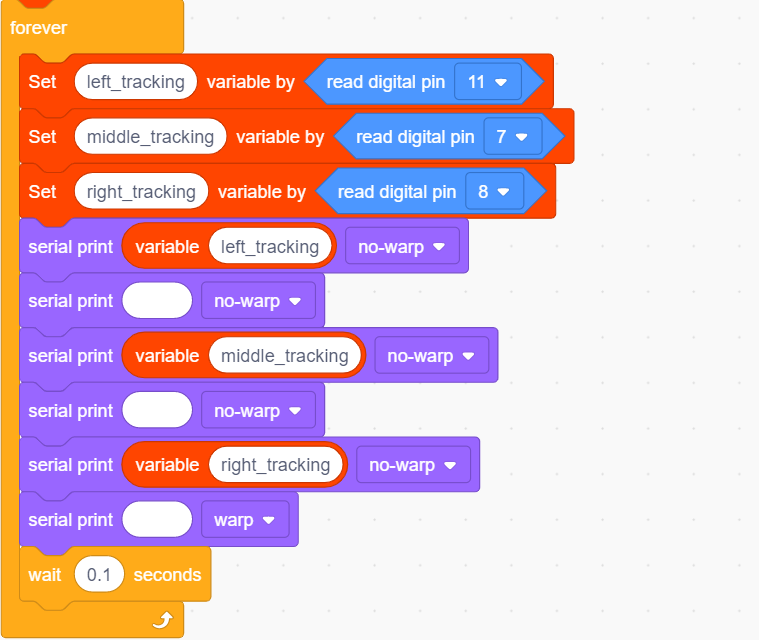 forever
Set left_tracking variable by read digital pin 11
Set middle_tracking variable by read digital pin 7
Set right_tracking variable by read digital pin 8
serial print variable left_tracking no-warp
serial print no-warp
serial print variable middle_tracking no-warp
serial print no-warp
serial print variable right_tracking no-warp
serial print warp
wait 0.1 seconds